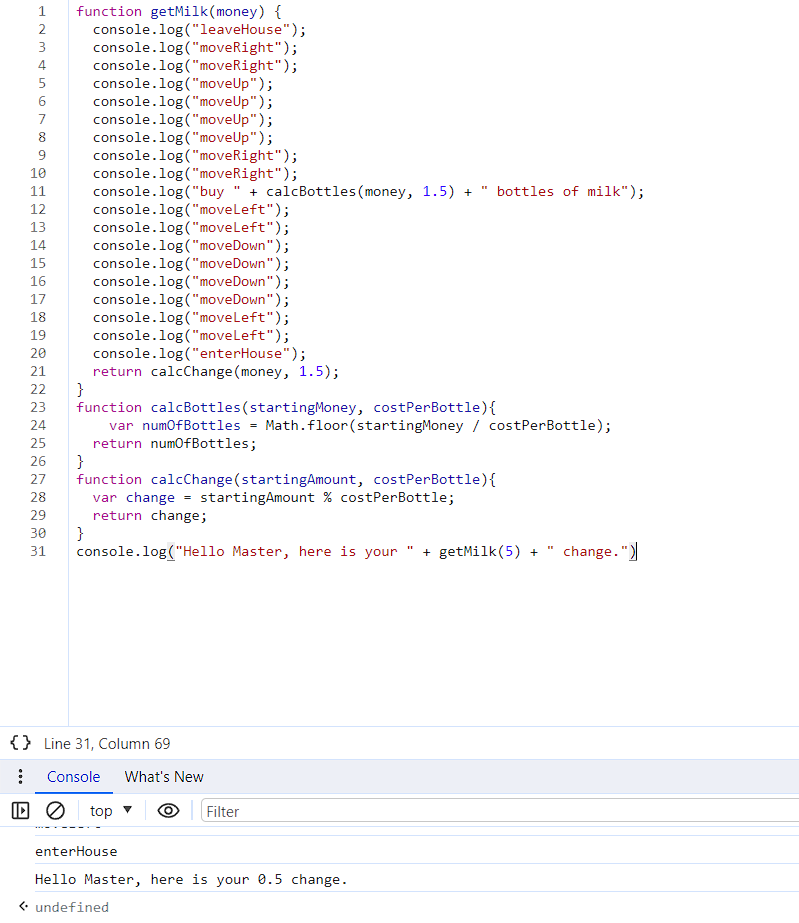 1 function getMilk(money) {
2   console.log("leaveHouse");
3   console.log("moveRight");
4   console.log("moveRight");
5   console.log("moveUp");
6   console.log("moveUp");
7   console.log("moveUp");
8   console.log("moveUp");
9   console.log("moveRight");
10   console.log("moveRight");
11   console.log("buy " + calcBottles(money, 1.5) + " bottles of milk");
12   console.log("moveLeft");
13   console.log("moveLeft");
14   console.log("moveDown");
15   console.log("moveDown");
16   console.log("moveDown");
17   console.log("moveDown");
18   console.log("moveLeft");
19   console.log("moveLeft");
20   console.log("enterHouse");
21   return calcChange(money, 1.5);
22 }
23 function calcBottles(startingMoney, costPerBottle){
24     var numOfBottles = Math.floor(startingMoney / costPerBottle);
25   return numOfBottles;
26 }
27 function calcChange(startingAmount, costPerBottle){
28   var change = startingAmount % costPerBottle;
29   return change;
30 }
31 console.log("Hello Master, here is your " + getMilk(5) + " change.")
{} Line 31, Column 69
Console What's New
top Filter
enterHouse
Hello Master, here is your 0.5 change.
undefined